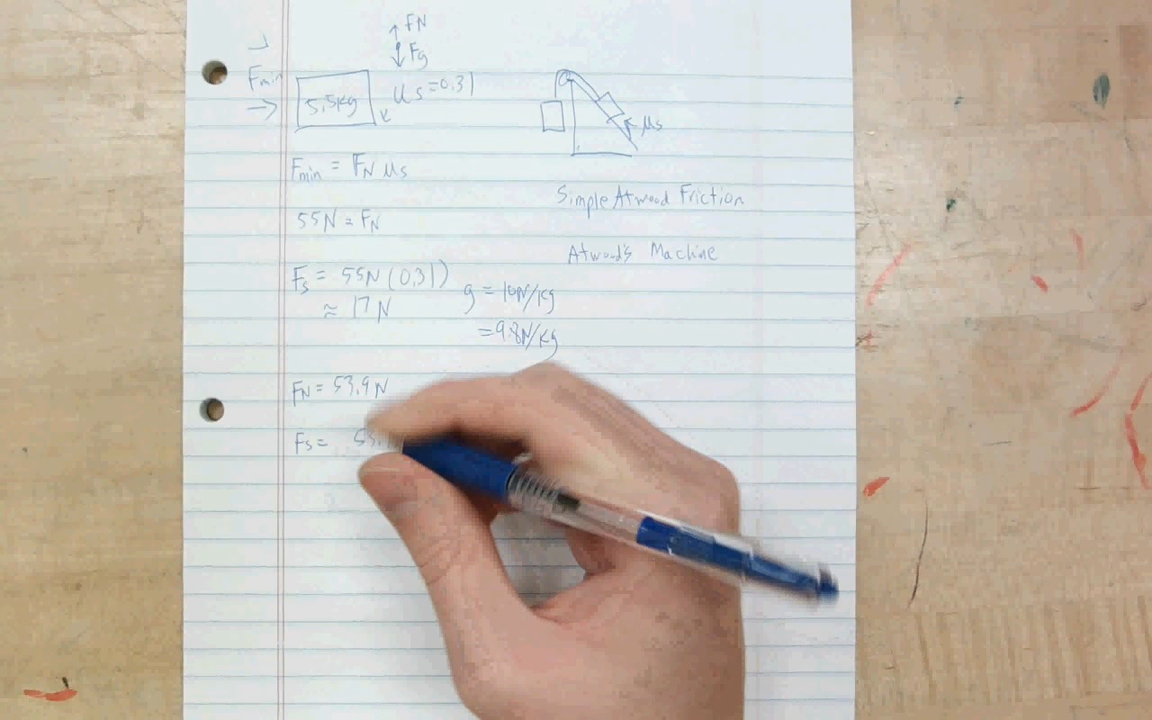 FN
Fg
Fmin
5.5kg
μs = 0.31
K
μs
Fmin = FN μs
Simple Atwood Friction
55N = FN
Atwood's Machine
Fs = 55N (0.31)
g = 10N/kg
≈ 17N
= 9.8N/kg
FN = 53.9N
Fs =